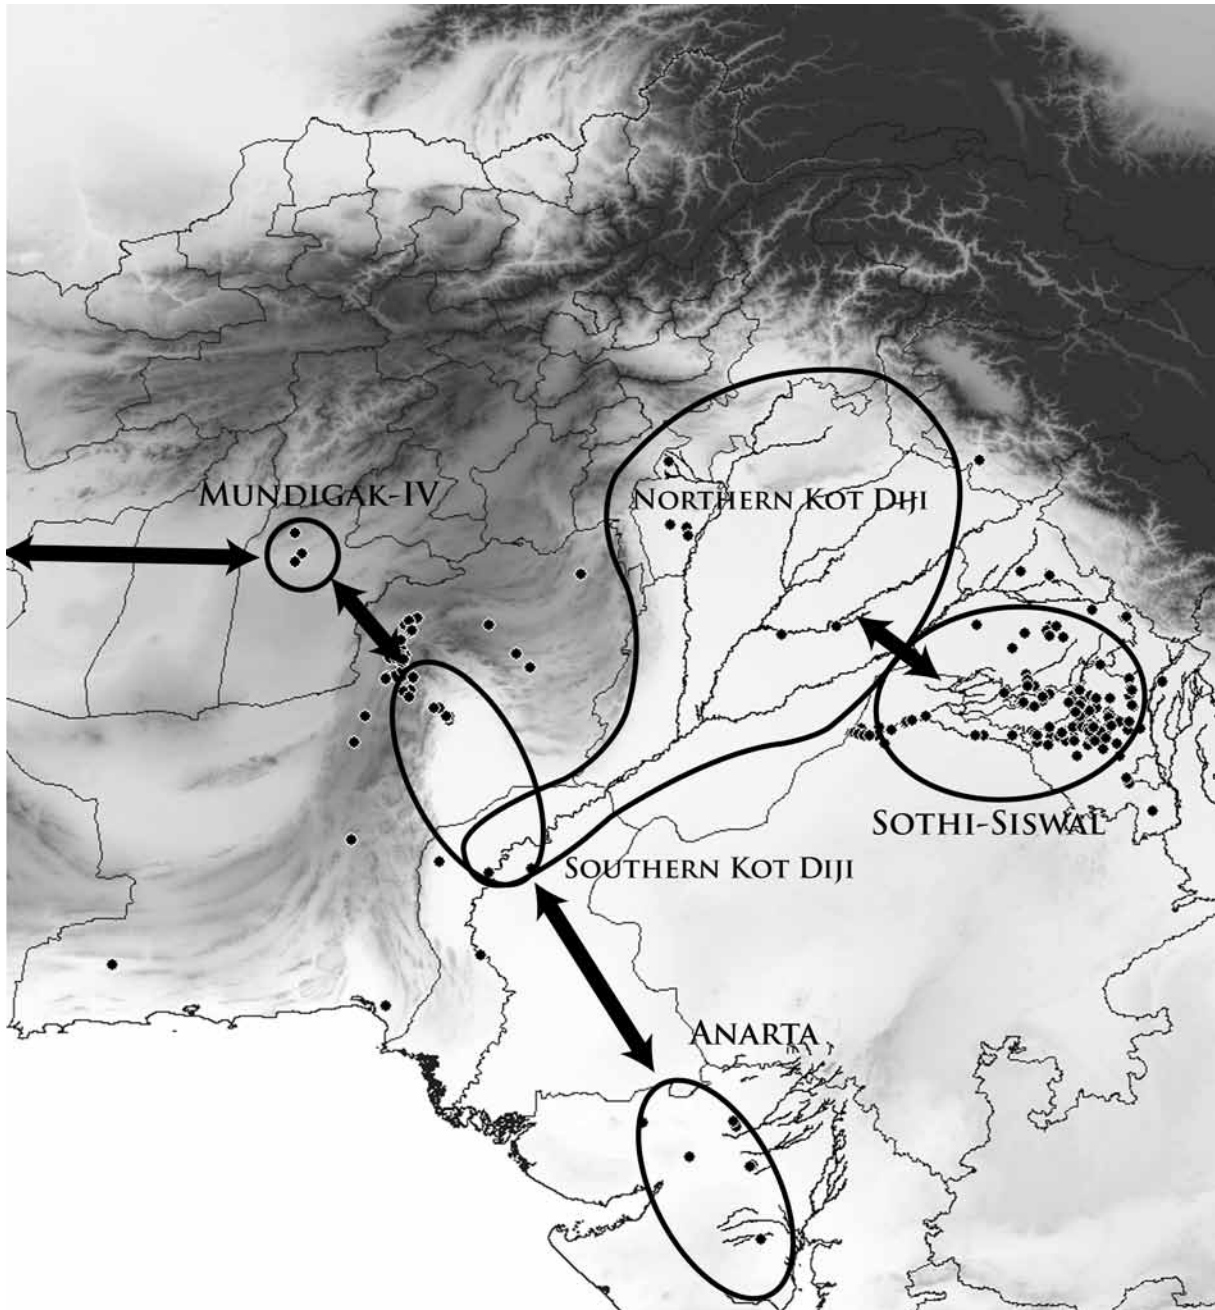 MUNDIGAK-IV
NORTHERN KOT DIJI
SOTHI-SISWAL
SOUTHERN KOT DIJI
ANARTA